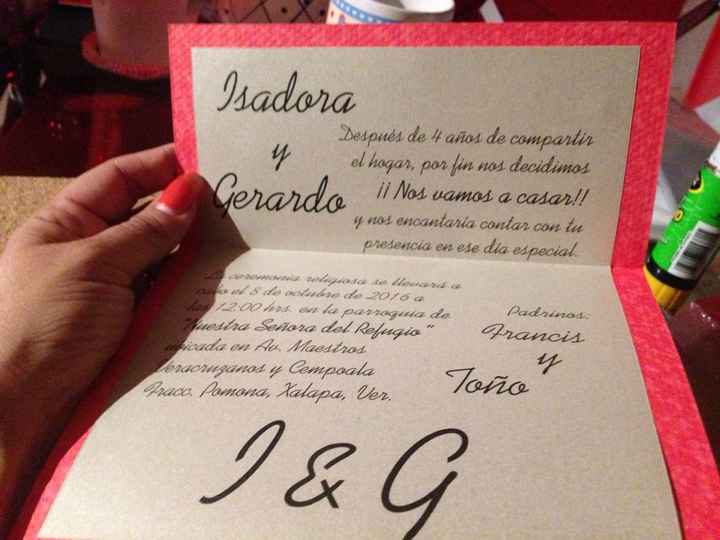 Isadora
y
Gerardo
Después de 4 años de compartir
el hogar, por fin nos decidimos
¡¡ Nos vamos a casar!!
y nos encantaría contar con tu
presencia en ese día especial.
La ceremonia religiosa se llevará a
cabo el 8 de octubre de 2016 a
las 12:00 hrs. en la parroquia de
"Nuestra Señora del Refugio"
ubicada en Av. Maestros
Veracruzanos y Cempoala
Fracc. Pomona, Xalapa, Ver.
Padrinos:
Francis
y
Toño
I & G